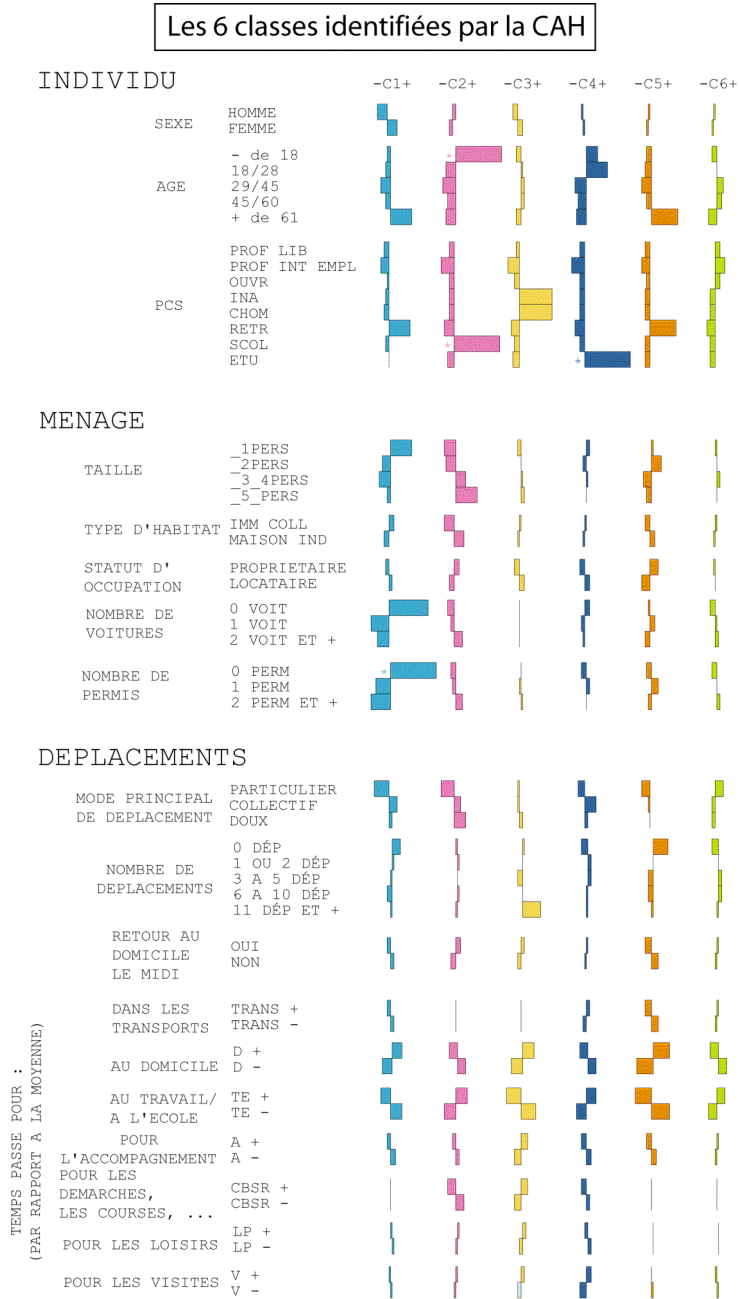 Les 6 classes identifiées par la CAH
INDIVIDU
-C1+ -C2+ -C3+ -C4+ -C5+ -C6+
SEXE
HOMME
FEMME
AGE
- de 18
18/28
29/45
45/60
+ de 61
PCS
PROF LIB
PROF INT EMPL
OUVR
INA
CHOM
RETR
SCOL
ETU
MENAGE
TAILLE
_1PERS
_2PERS
_3_4PERS
_5_PERS
TYPE D'HABITAT
IMM COLL
MAISON IND
STATUT D'
OCCUPATION
PROPRIETAIRE
LOCATAIRE
NOMBRE DE
VOITURES
0 VOIT
1 VOIT
2 VOIT ET +
NOMBRE DE
PERMIS
0 PERM
1 PERM
2 PERM ET +
DEPLACEMENTS
MODE PRINCIPAL
DE DEPLACEMENT
PARTICULIER
COLLECTIF
DOUX
NOMBRE DE
DEPLACEMENTS
0 DÉP
1 OU 2 DÉP
3 A 5 DÉP
6 A 10 DÉP
11 DÉP ET +
RETOUR AU
DOMICILE
LE MIDI
OUI
NON
TEMPS PASSE POUR :
(PAR RAPPORT A LA MOYENNE)
DANS LES
TRANSPORTS
TRANS +
TRANS -
AU DOMICILE
D +
D -
AU TRAVAIL/
A L'ECOLE
TE +
TE -
POUR
L'ACCOMPAGNEMENT
A +
A -
POUR LES
DEMARCHES,
LES COURSES, ...
CBSR +
CBSR -
POUR LES LOISIRS
LP +
LP -
POUR LES VISITES
V +
V -